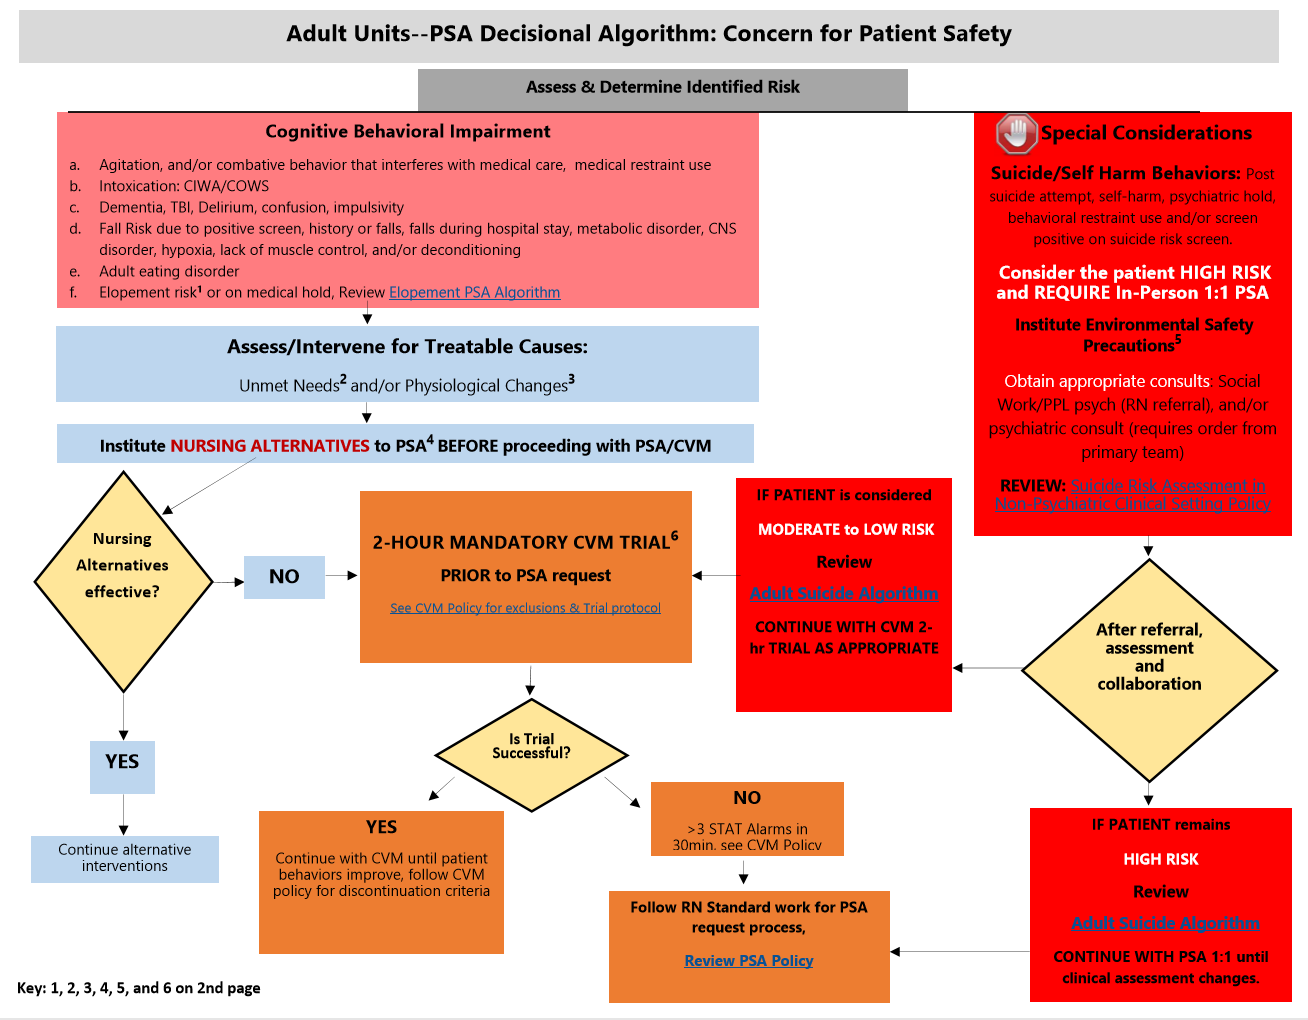 Adult Units--PSA Decisional Algorithm: Concern for Patient Safety
Assess & Determine Identified Risk
Cognitive Behavioral Impairment
a. Agitation, and/or combative behavior that interferes with medical care, medical restraint use
b. Intoxication: CIWA/COWS
c. Dementia, TBI, Delirium, confusion, impulsivity
d. Fall Risk due to positive screen, history or falls, falls during hospital stay, metabolic disorder, CNS
disorder, hypoxia, lack of muscle control, and/or deconditioning
e. Adult eating disorder
f. Elopement risk¹ or on medical hold, Review Elopement PSA Algorithm
Assess/Intervene for Treatable Causes:
Unmet Needs² and/or Physiological Changes³
Institute NURSING ALTERNATIVES to PSA⁴ BEFORE proceeding with PSA/CVM
Nursing
Alternatives
effective?
NO
YES
Continue alternative
interventions
2-HOUR MANDATORY CVM TRIAL⁶
PRIOR to PSA request
See CVM Policy for exclusions & Trial protocol
Is Trial
Successful?
YES
Continue with CVM until patient
behaviors improve, follow CVM
policy for discontinuation criteria
NO
>3 STAT Alarms in
30min, see CVM Policy
Follow RN Standard work for PSA
request process,
Review PSA Policy
Special Considerations
Suicide/Self Harm Behaviors: Post
suicide attempt, self-harm, psychiatric hold,
behavioral restraint use and/or screen
positive on suicide risk screen.
Consider the patient HIGH RISK
and REQUIRE In-Person 1:1 PSA
Institute Environmental Safety
Precautions⁵
Obtain appropriate consults: Social
Work/PPL psych (RN referral), and/or
psychiatric consult (requires order from
primary team)
REVIEW: Suicide Risk Assessment in
Non-Psychiatric Clinical Setting Policy
After referral,
assessment
and
collaboration
IF PATIENT is considered
MODERATE to LOW RISK
Review
Adult Suicide Algorithm
CONTINUE WITH CVM 2-
hr TRIAL AS APPROPRIATE
IF PATIENT remains
HIGH RISK
Review
Adult Suicide Algorithm
CONTINUE WITH PSA 1:1 until
clinical assessment changes.
Key: 1, 2, 3, 4, 5, and 6 on 2nd page